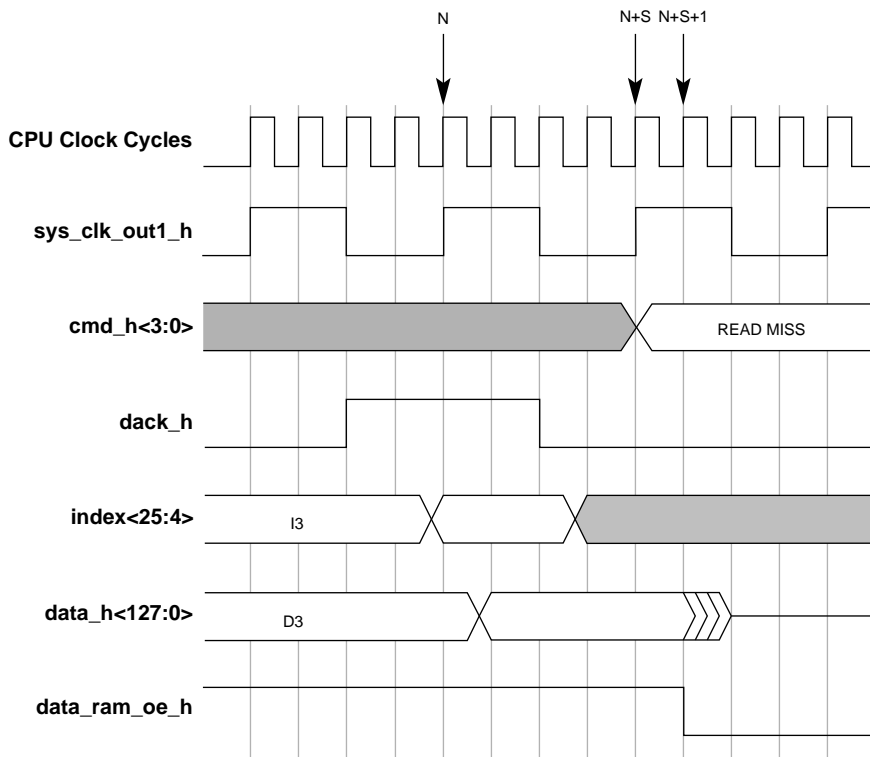 N N+S N+S+1
CPU Clock Cycles
sys_clk_out1_h
cmd_h<3:0> READ MISS
dack_h
index<25:4> I3
data_h<127:0> D3
data_ram_oe_h